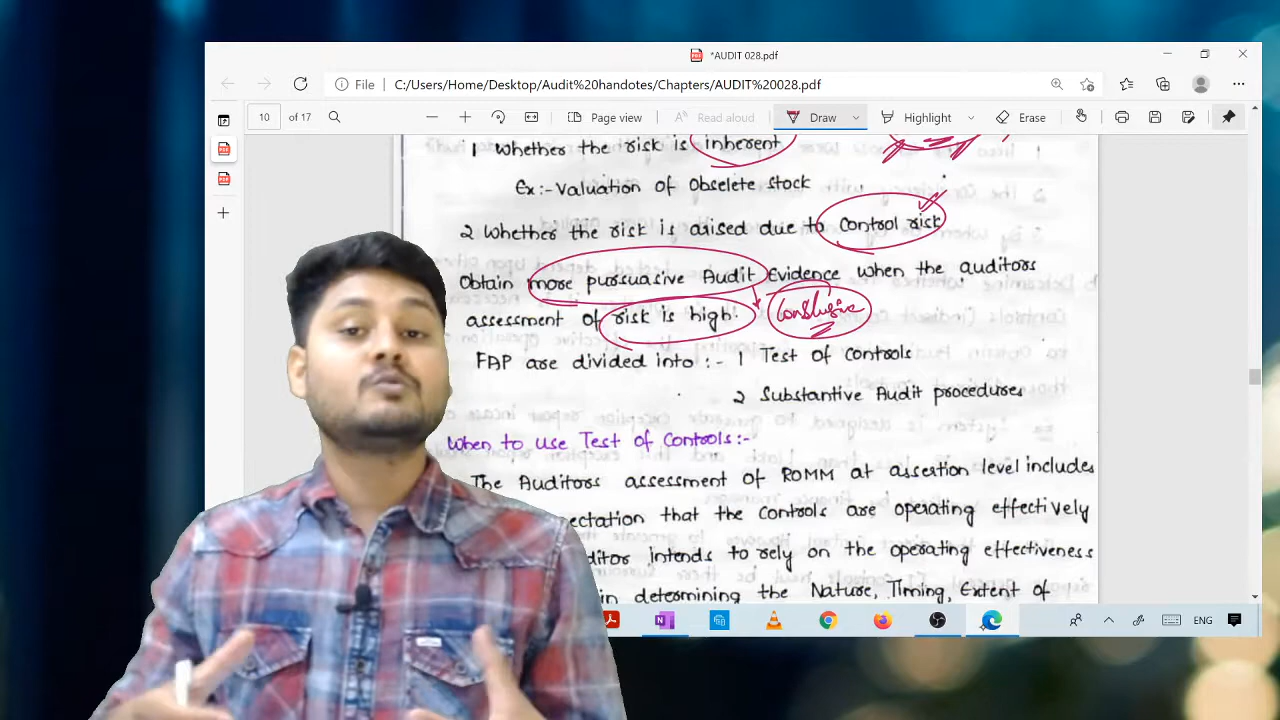 *AUDIT 028.pdf
File | C:/Users/Home/Desktop/Audit%20handotes/Chapters/AUDIT%20028.pdf
10 of 17 Page view Read aloud Draw Highlight Erase
1 Whether the risk is inherent
Ex:- Valuation of Obselete stock
2 Whether the risk is arised due to Control risk
Obtain more pursuasive Audit Evidence when the auditors
assessment of risk is high. Conclusive
FAP are divided into :- 1 Test of Controls
2 Substantive Audit procedures
When to use Test of Controls:-
The Auditors assessment of ROMM at assertion level includes
ectation that the Controls are operating effectively
ditor intends to rely on the operating effectiveness
in determining the Nature, Timing, Extent of
ENG